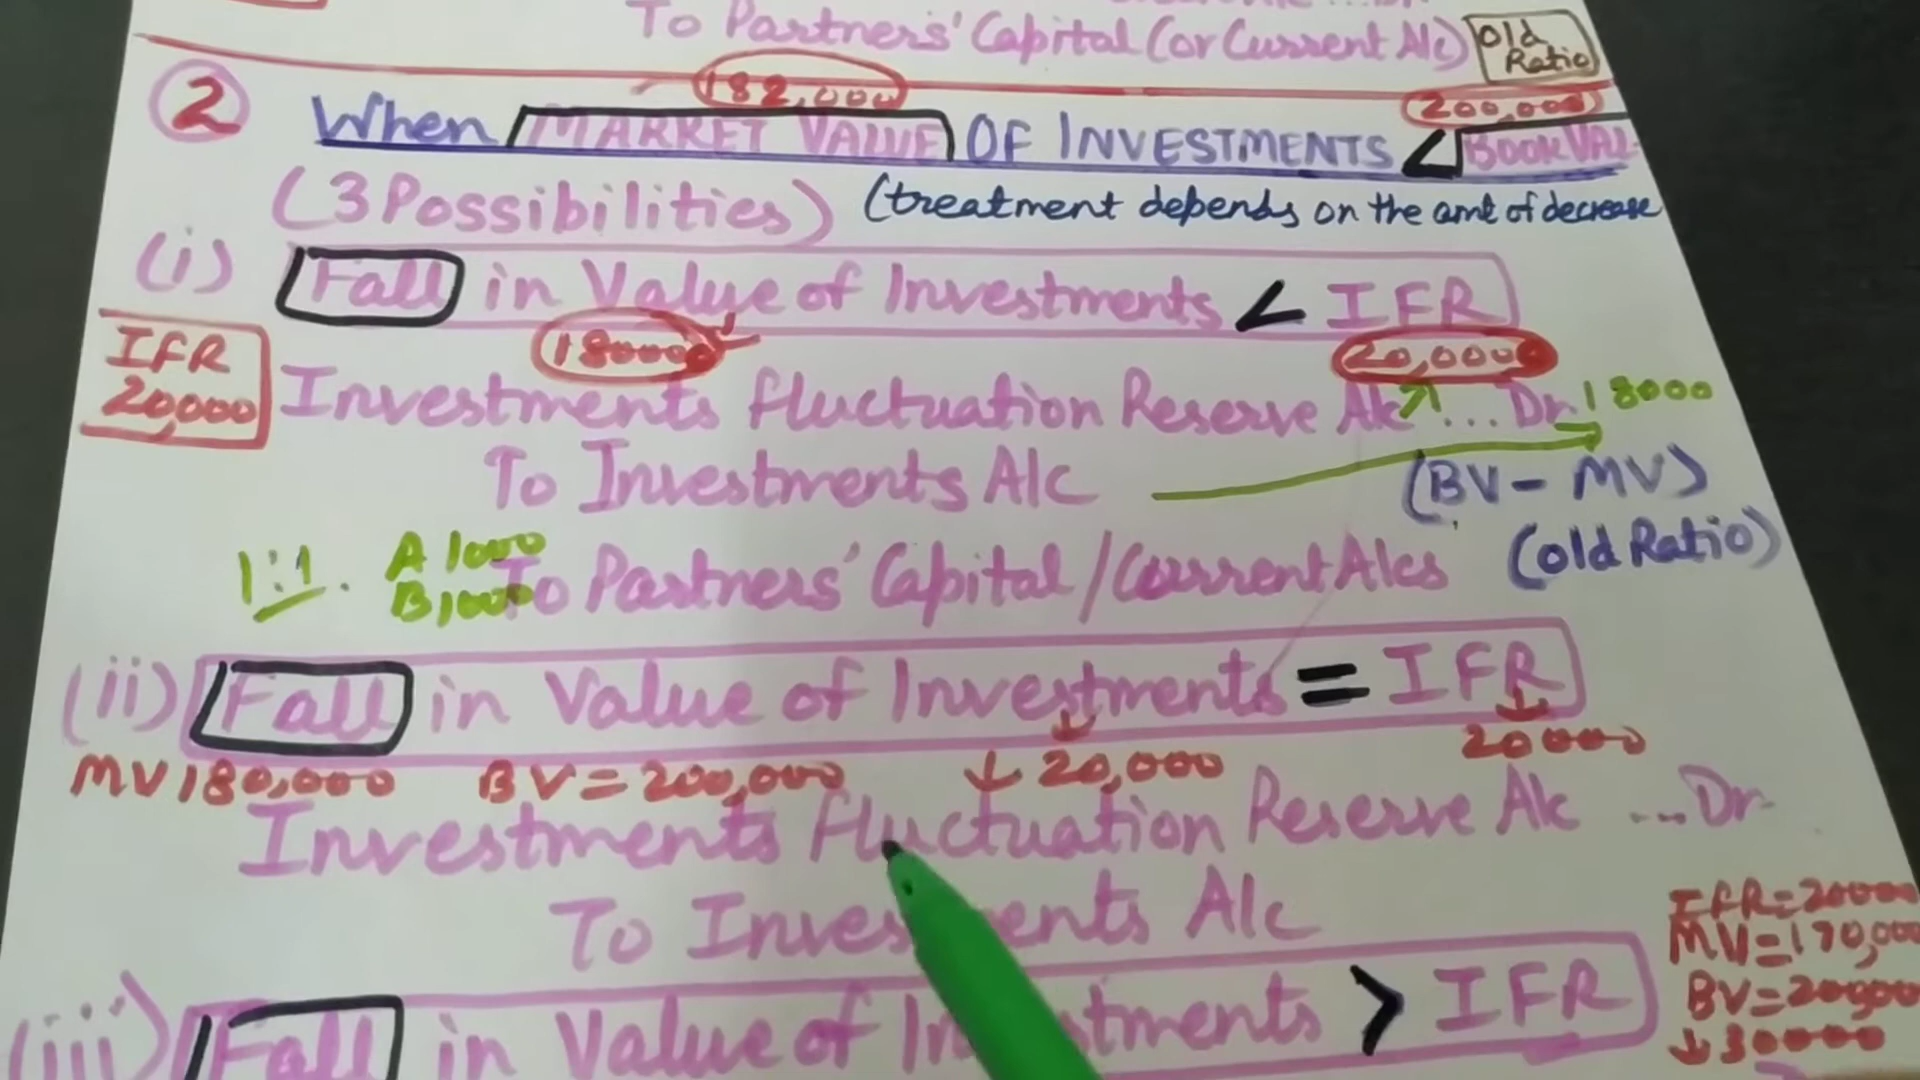 To Partners' Capital (or Current A/c)
Old Ratio
182,000
200,000
2 When MARKET VALUE OF INVESTMENTS < BOOK VAL
(3 Possibilities) (treatment depends on the amt of decrease
(i) Fall in Value of Investments < IFR
IFR 20000
18000
20,000
Investments Fluctuation Reserve A/c ... Dr 18000
To Investments A/c (BV - MV)
1:1. A 1000
B 1000
To Partners' Capital/Current A/cs (old Ratio)
(ii) Fall in Value of Investments = IFR
MV 180,000 BV = 200,000 ↓ 20,000 20000
Investments Fluctuation Reserve A/c ... Dr
To Investments A/c
IFR = 20000
MV = 170,000
(iii) Fall in Value of Investments > IFR
↓ 30000